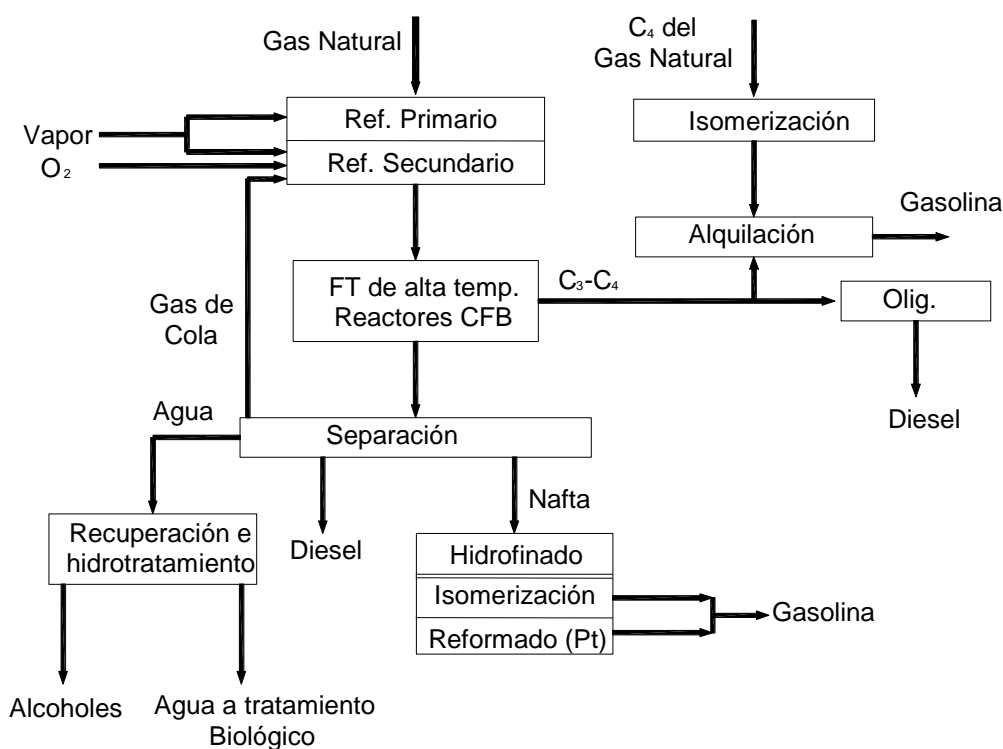 Gas Natural
C₄ del
Gas Natural
Ref. Primario
Isomerización
Vapor
O₂
Ref. Secundario
Gasolina
Alquilación
FT de alta temp.
Reactores CFB
C₃-C₄
Olig.
Gas de
Cola
Agua
Separación
Diesel
Nafta
Recuperación e
hidrotratamiento
Diesel
Hidrofinado
Isomerización
Reformado (Pt)
Gasolina
Alcoholes
Agua a tratamiento
Biológico